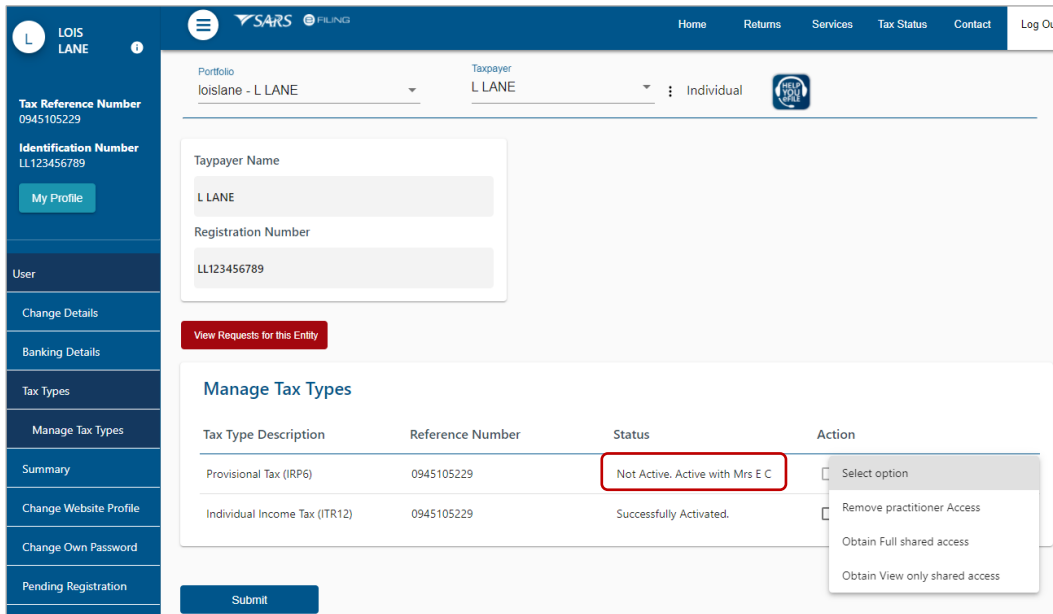 L
LOIS
LANE
Tax Reference Number
0945105229
Identification Number
LL123456789
My Profile
User
Change Details
Banking Details
Tax Types
Manage Tax Types
Summary
Change Website Profile
Change Own Password
Pending Registration
SARS eFILING
Home Returns Services Tax Status Contact Log Ou
Portfolio
loislane - L LANE
Taxpayer
L LANE
Individual
HELP
YOU
eFILE
Taypayer Name
L LANE
Registration Number
LL123456789
View Requests for this Entity
Manage Tax Types
Tax Type Description Reference Number Status Action
Provisional Tax (IRP6) 0945105229 Not Active. Active with Mrs E C
Individual Income Tax (ITR12) 0945105229 Successfully Activated.
Select option
Remove practitioner Access
Obtain Full shared access
Obtain View only shared access
Submit